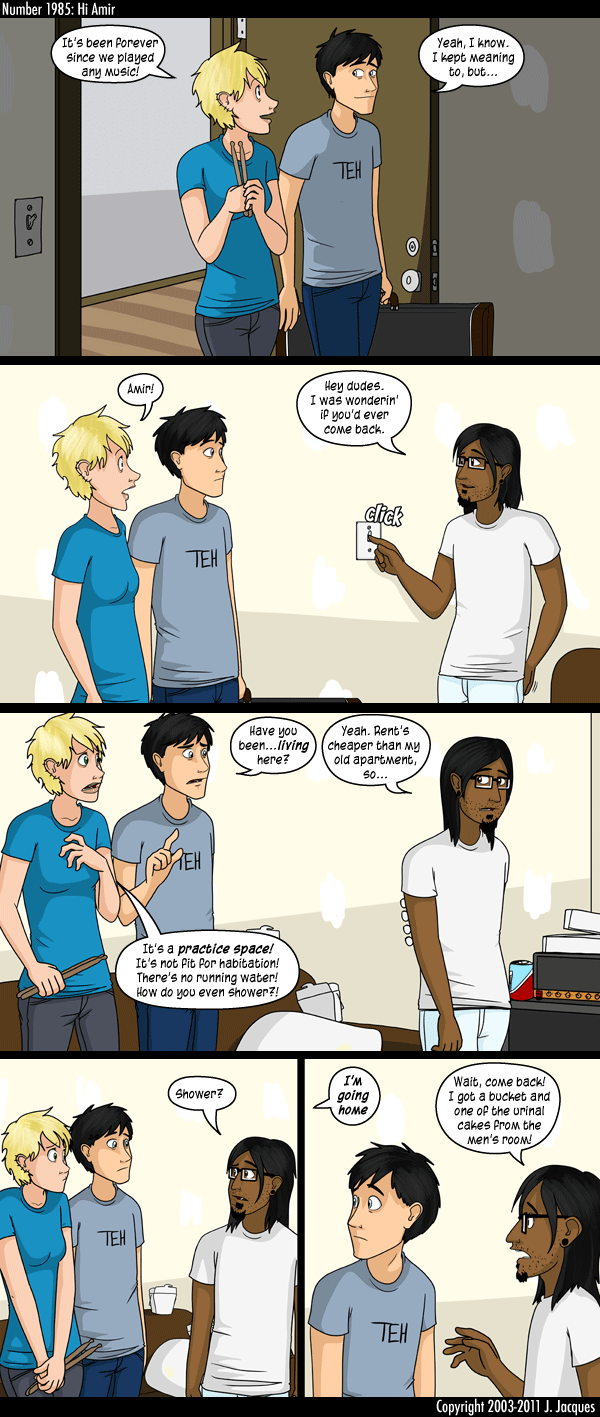 Number 1985: Hi Amir
It's been forever
since we played
any music!
Yeah, I know.
I kept meaning
to, but...
TEH
Amir!
Hey dudes.
I was wonderin'
if you'd ever
come back.
click
TEH
Have you
been...living
here?
Yeah. Rent's
cheaper than my
old apartment,
so...
TEH
It's a practice space!
It's not fit for habitation!
There's no running water!
How do you even shower?!
Shower?
TEH
I'm
going
home
Wait, come back!
I got a bucket and
one of the urinal
cakes from the
men's room!
TEH
Copyright 2003-2011 J. Jacques